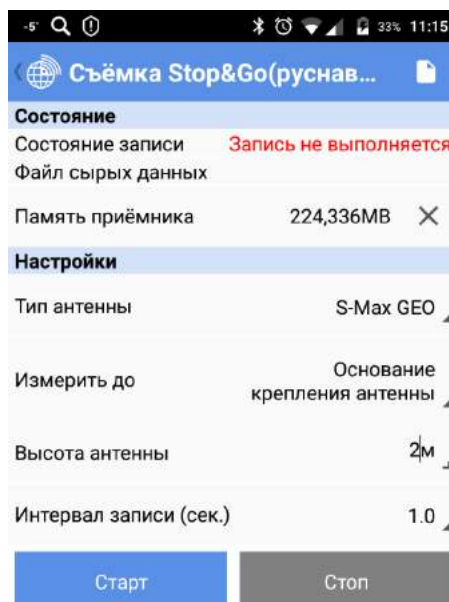 -5° 33% 11:15
Съёмка Stop&Go(руснав...
Состояние
Состояние записи Запись не выполняется
Файл сырых данных
Память приёмника 224,336MB
Настройки
Тип антенны S-Max GEO
Измерить до Основание
крепления антенны
Высота антенны 2м
Интервал записи (сек.) 1.0
Старт Стоп